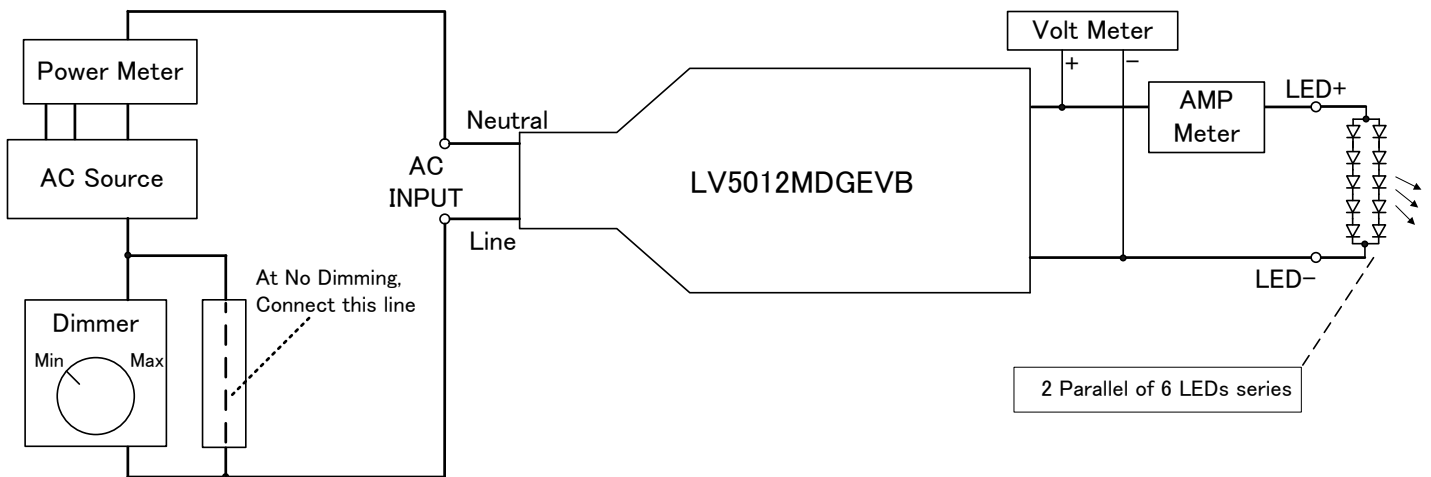 Volt Meter
+
−
Power Meter
AMP
Meter
LED+
Neutral
AC
INPUT
AC Source
LV5012MDGEVB
Line
At No Dimming,
Connect this line
LED−
Dimmer
Min
Max
2 Parallel of 6 LEDs series